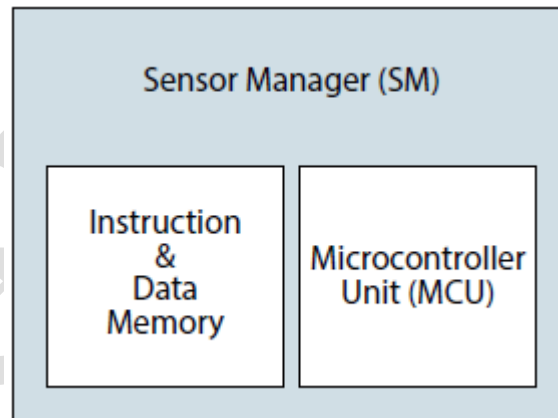 Sensor Manager (SM)
Instruction
&
Data
Memory
Microcontroller
Unit (MCU)